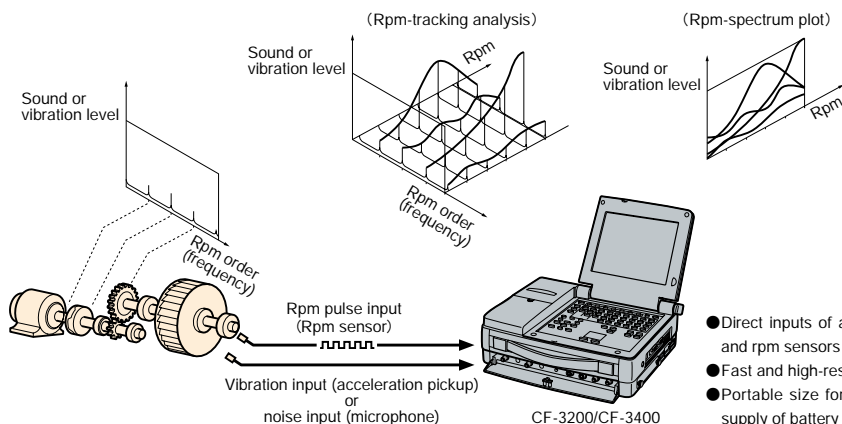 (Rpm-tracking analysis)
(Rpm-spectrum plot)
Sound or
vibration level
Rpm
Sound or
vibration level
Rpm
Sound or
vibration level
Rpm order
(frequency)
Rpm order
(frequency)
Rpm pulse input
(Rpm sensor)
Vibration input (acceleration pickup)
or
noise input (microphone)
CF-3200/CF-3400
●Direct inputs of
and rpm sensors
●Fast and high-res
●Portable size for
supply of battery